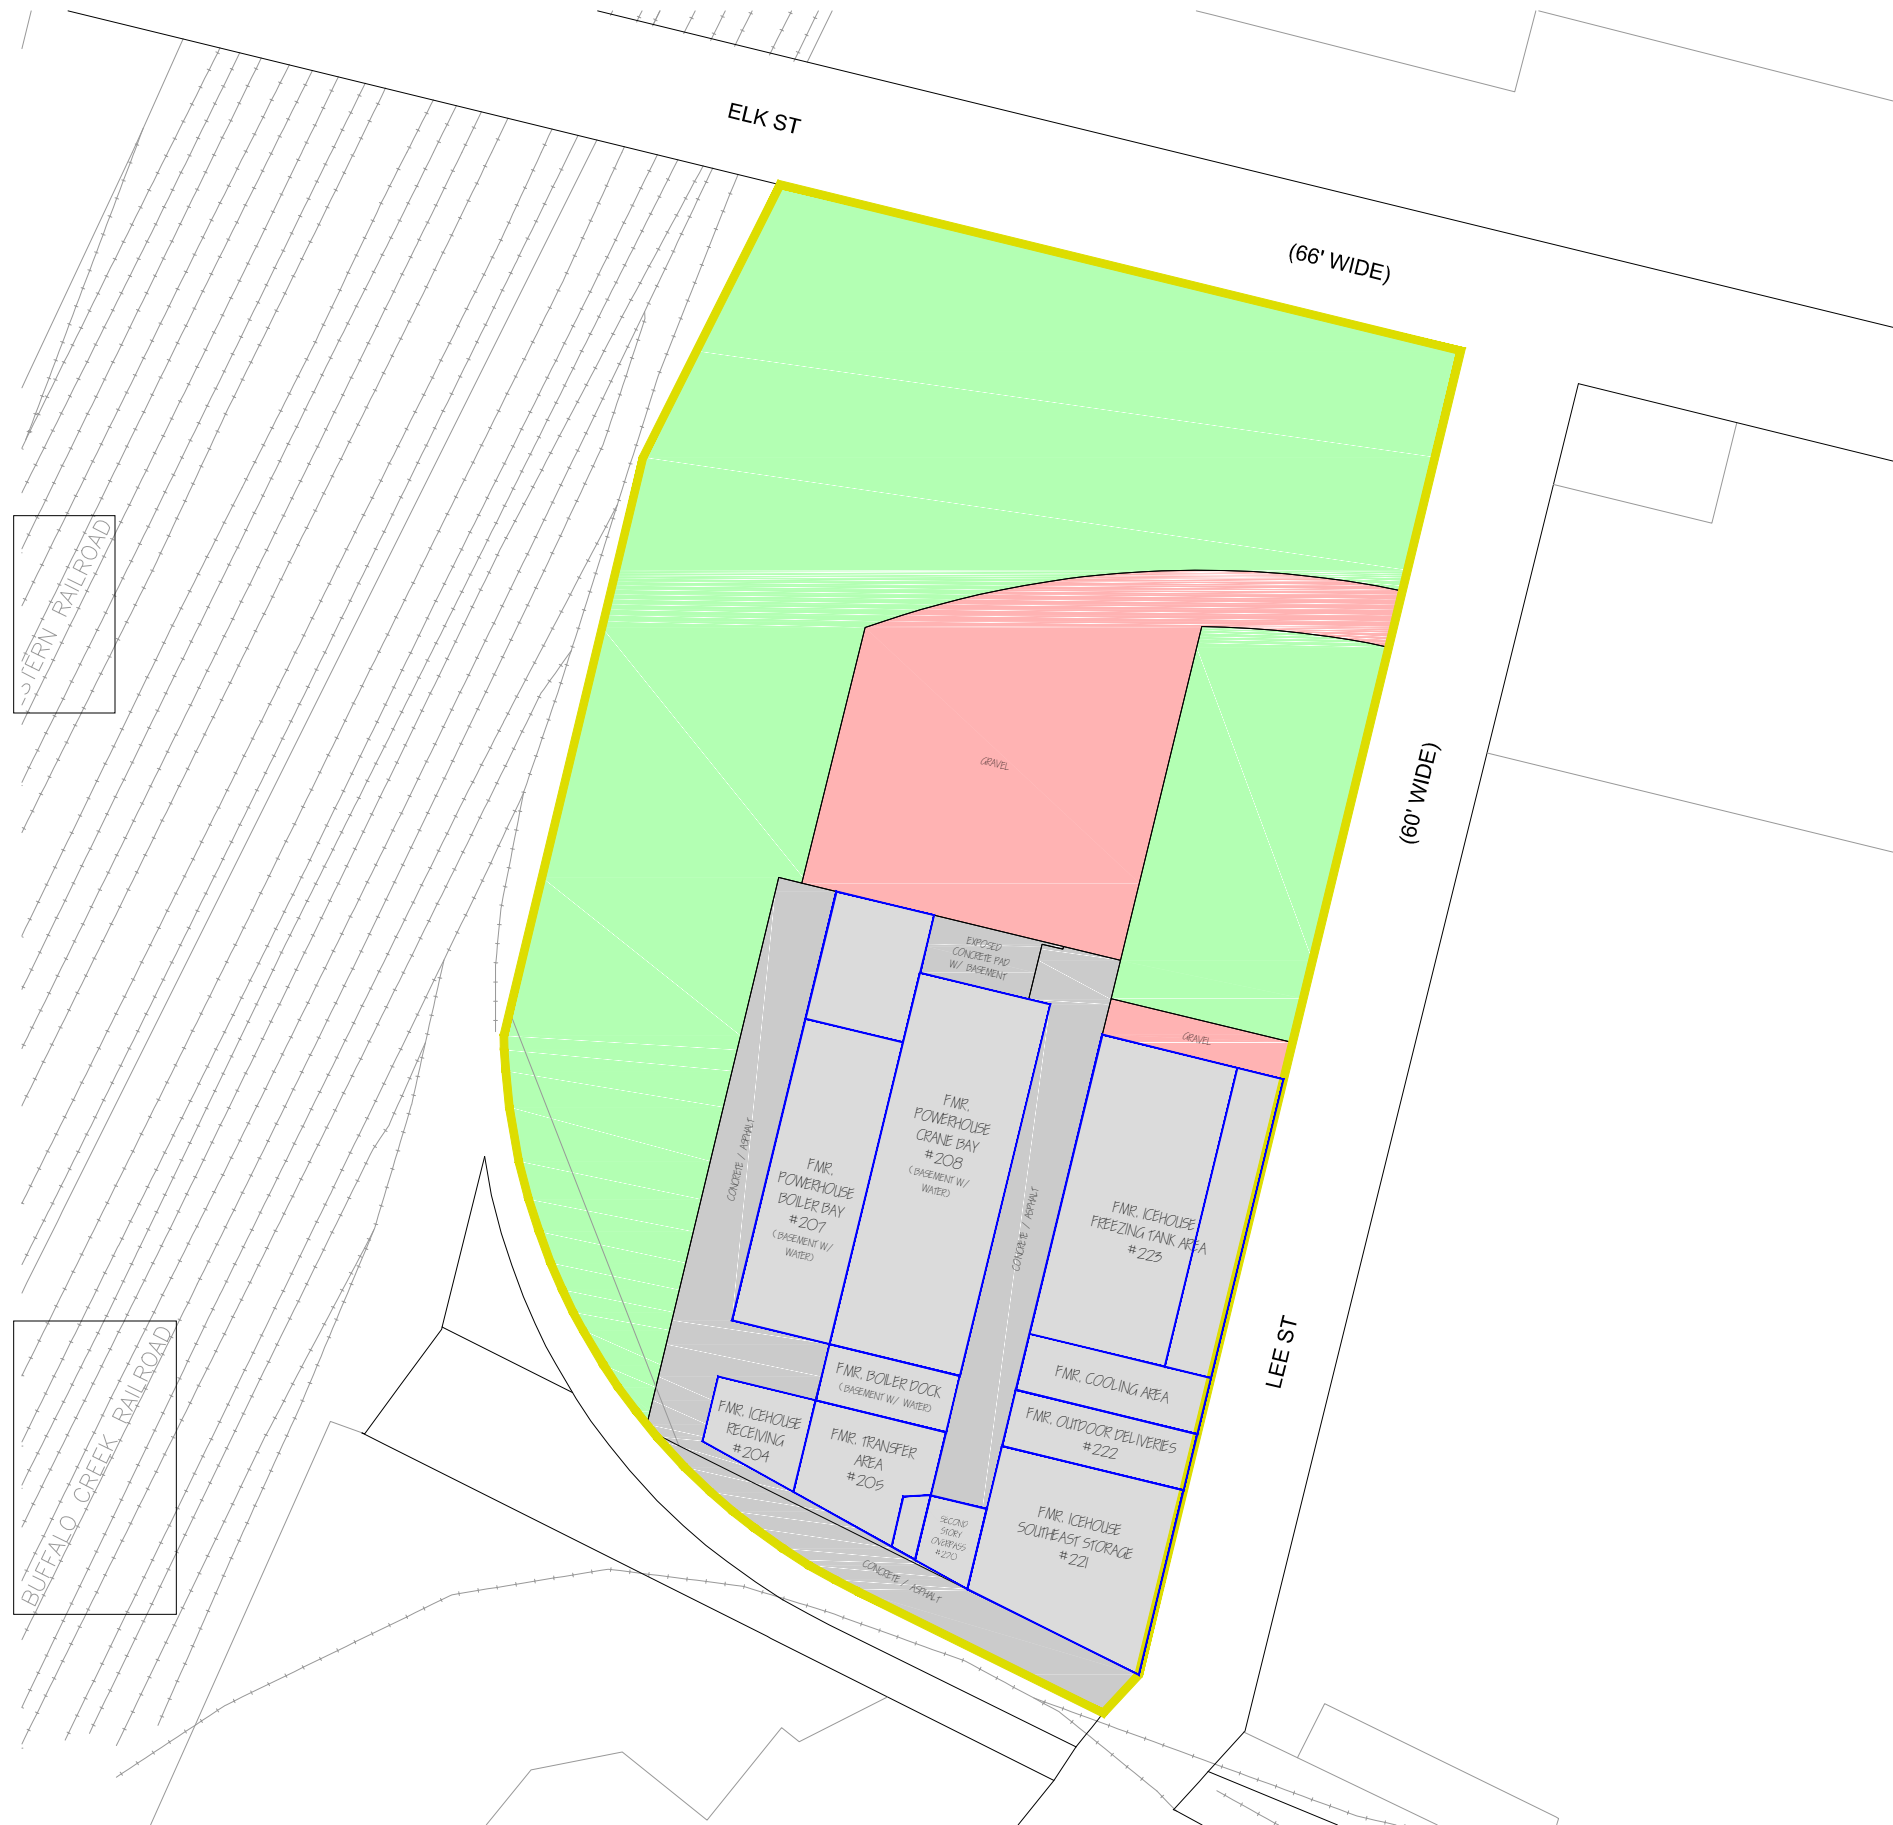 ELK ST
(66' WIDE)
STERN RAILROAD
GRAVEL
(60' WIDE)
EXPOSED
CONCRETE PAD
W/ BASEMENT
GRAVEL
CONCRETE / ASPHALT
FMR.
POWERHOUSE
CRANE BAY
#208
(BASEMENT W/
WATER)
FMR.
POWERHOUSE
BOILER BAY
#207
(BASEMENT W/
WATER)
CONCRETE / ASPHALT
FMR. ICEHOUSE
FREEZING TANK AREA
#223
LEE ST
BUFFALO CREEK RAILROAD
FMR. BOILER DOCK
(BASEMENT W/ WATER)
FMR. COOLING AREA
FMR. ICEHOUSE
RECEIVING
#204
FMR. TRANSFER
AREA
#205
FMR. OUTDOOR DELIVERIES
#222
SECOND
STORY
OVERPASS
#220
FMR. ICEHOUSE
SOUTHEAST STORAGE
#221
CONCRETE / ASPHALT